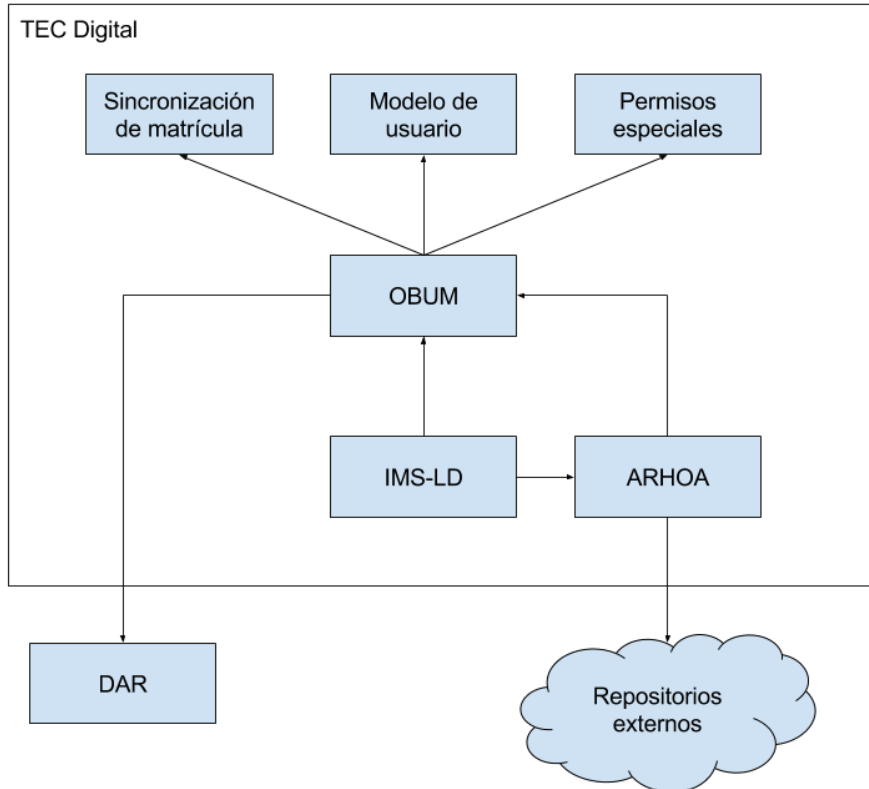 TEC Digital
Sincronización
de matrícula
Modelo de
usuario
Permisos
especiales
OBUM
IMS-LD
ARHOA
DAR
Repositorios
externos